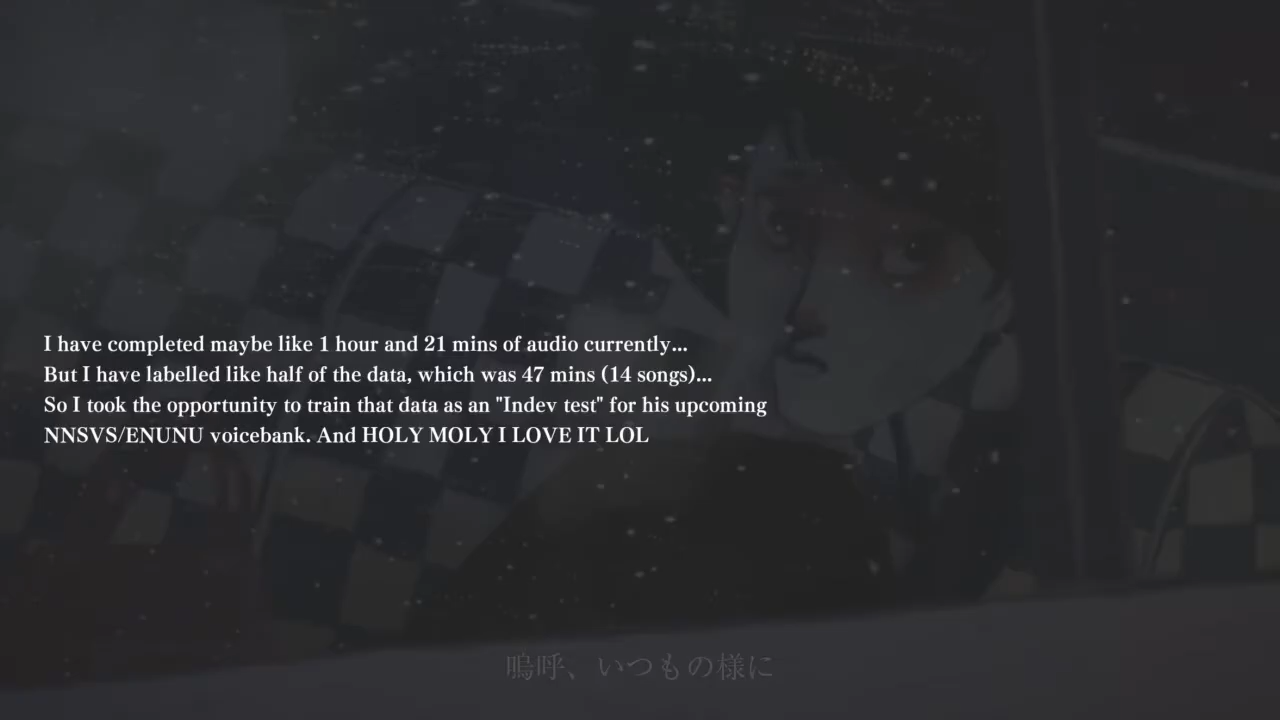 I have completed maybe like 1 hour and 21 mins of audio currently...
But I have labelled like half of the data, which was 47 mins (14 songs)...
So I took the opportunity to train that data as an "Indev test" for his upcoming
NNSVS/ENUNU voicebank. And HOLY MOLY I LOVE IT LOL
嗚呼、いつもの様に